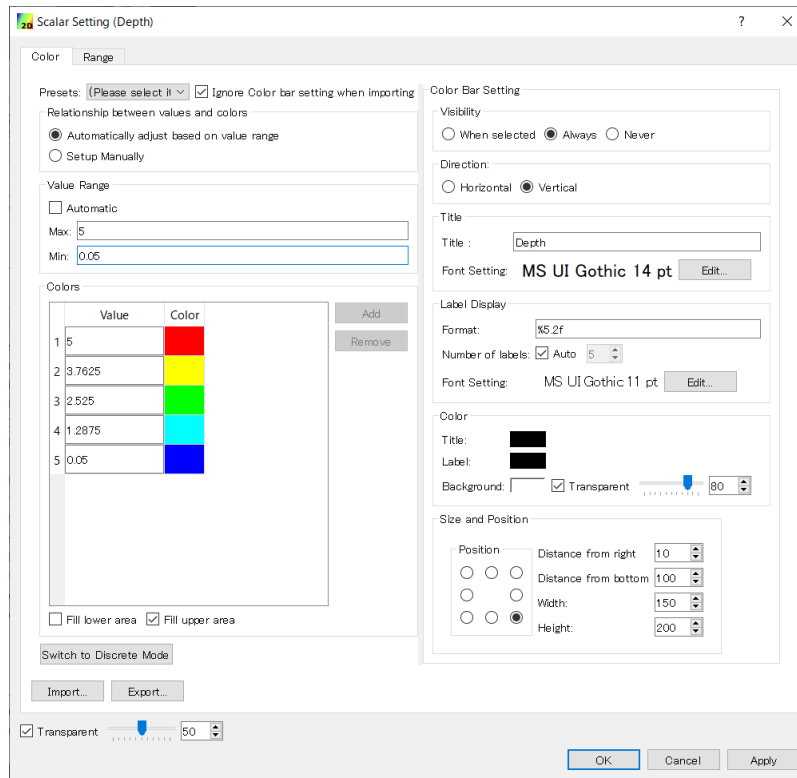 2D Scalar Setting (Depth) ? ×
Color Range
Presets: (Please select it Ignore Color bar setting when importing
Relationship between values and colors
Automatically adjust based on value range
Setup Manually
Value Range
Automatic
Max: 5
Min: 0.05
Colors
Value Color
1 5
2 3.7625
3 2.525
4 1.2875
5 0.05
Add
Remove
Fill lower area Fill upper area
Switch to Discrete Mode
Import... Export...
Transparent 50
Color Bar Setting
Visibility
When selected Always Never
Direction:
Horizontal Vertical
Title
Title : Depth
Font Setting: MS UI Gothic 14 pt Edit...
Label Display
Format: %5.2f
Number of labels: Auto 5
Font Setting: MS UI Gothic 11 pt Edit...
Color
Title:
Label:
Background: Transparent 80
Size and Position
Position
Distance from right 10
Distance from bottom 100
Width: 150
Height: 200
OK Cancel Apply